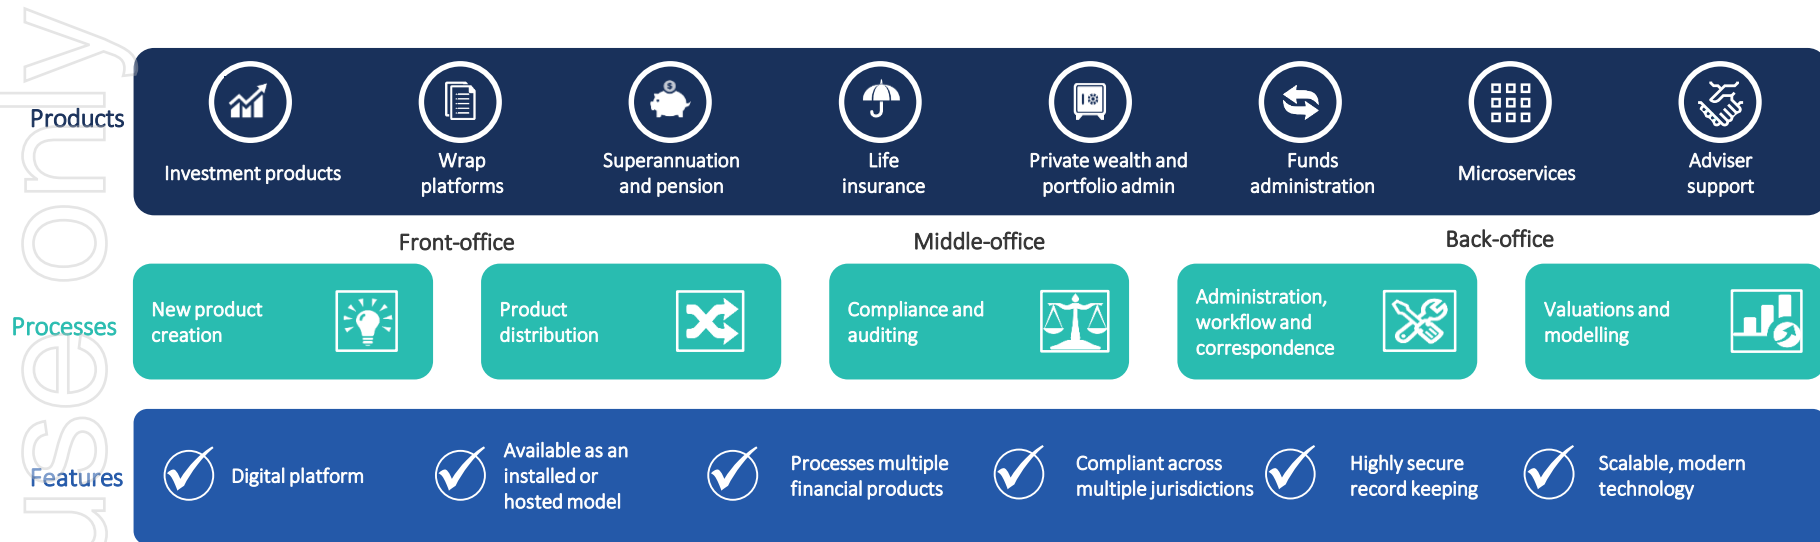 use only
Products
Investment products
Wrap
platforms
Superannuation
and pension
Life
insurance
Private wealth and
portfolio admin
Funds
administration
Microservices
Adviser
support
Front-office
Middle-office
Back-office
Processes
New product
creation
Product
distribution
Compliance and
auditing
Administration,
workflow and
correspondence
Valuations and
modelling
Features
Digital platform
Available as an
installed or
hosted model
Processes multiple
financial products
Compliant across
multiple jurisdictions
Highly secure
record keeping
Scalable, modern
technology